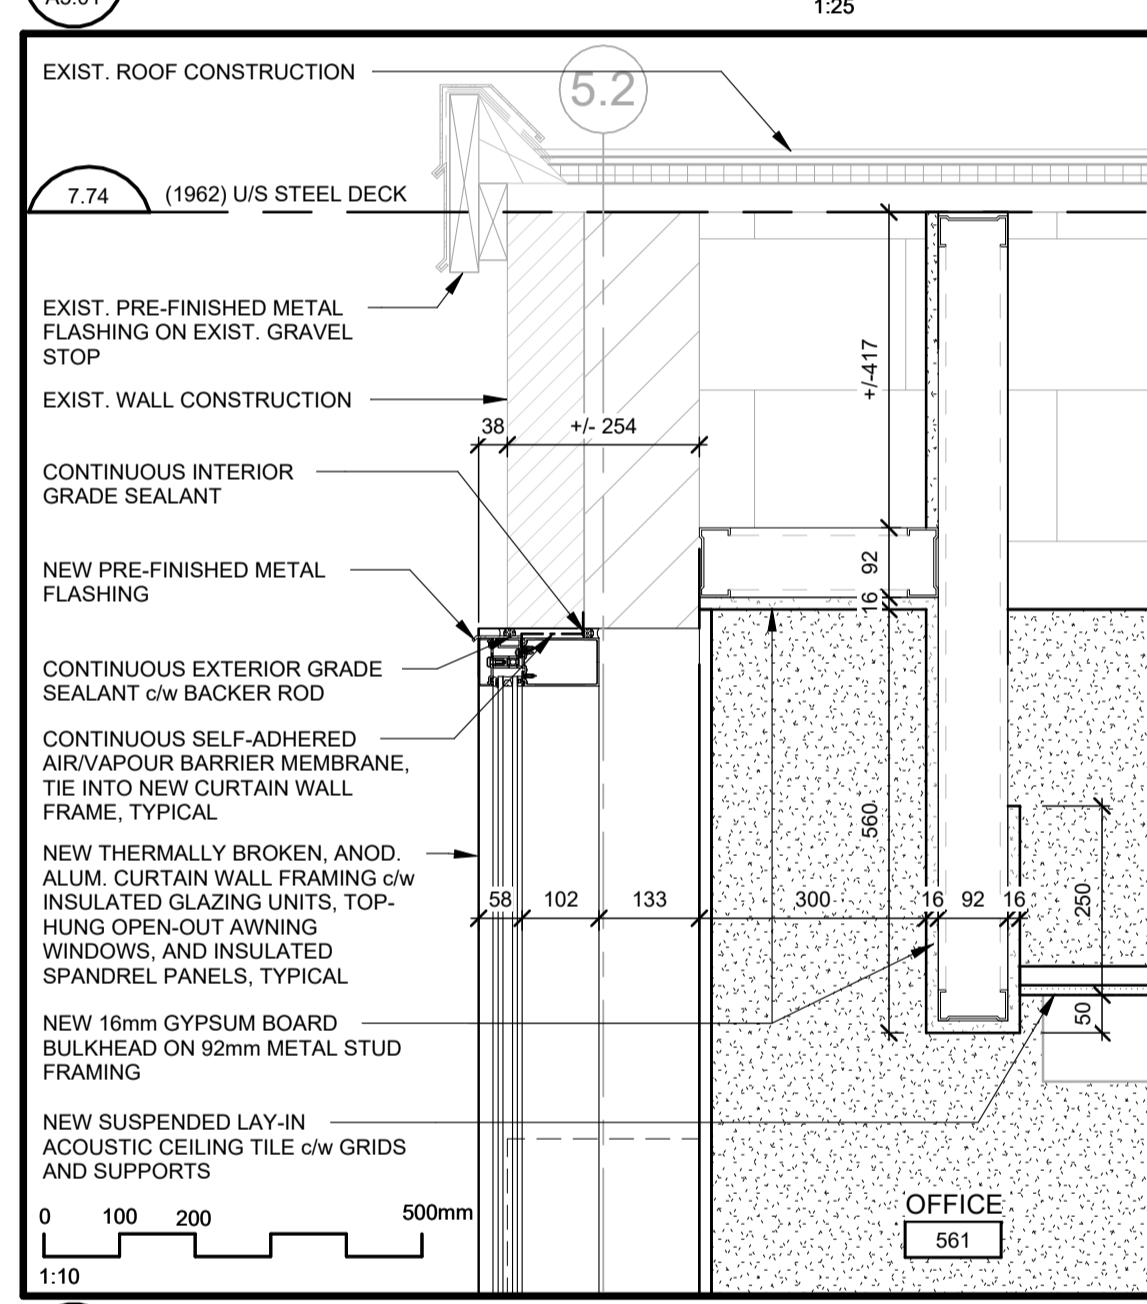 1:25
EXIST. ROOF CONSTRUCTION
5.2
7.74
(1962) U/S STEEL DECK
EXIST. PRE-FINISHED METAL
FLASHING ON EXIST. GRAVEL
STOP
+/-417
EXIST. WALL CONSTRUCTION
38
+/- 254
CONTINUOUS INTERIOR
GRADE SEALANT
NEW PRE-FINISHED METAL
FLASHING
92
16
CONTINUOUS EXTERIOR GRADE
SEALANT c/w BACKER ROD
CONTINUOUS SELF-ADHERED
AIR/VAPOUR BARRIER MEMBRANE,
TIE INTO NEW CURTAIN WALL
FRAME, TYPICAL
560
NEW THERMALLY BROKEN, ANOD.
ALUM. CURTAIN WALL FRAMING c/w
INSULATED GLAZING UNITS, TOP-
HUNG OPEN-OUT AWNING
WINDOWS, AND INSULATED
SPANDREL PANELS, TYPICAL
58
102
133
300
16
92
16
250
50
NEW 16mm GYPSUM BOARD
BULKHEAD ON 92mm METAL STUD
FRAMING
NEW SUSPENDED LAY-IN
ACOUSTIC CEILING TILE c/w GRIDS
AND SUPPORTS
0 100 200 500mm
1:10
OFFICE
561